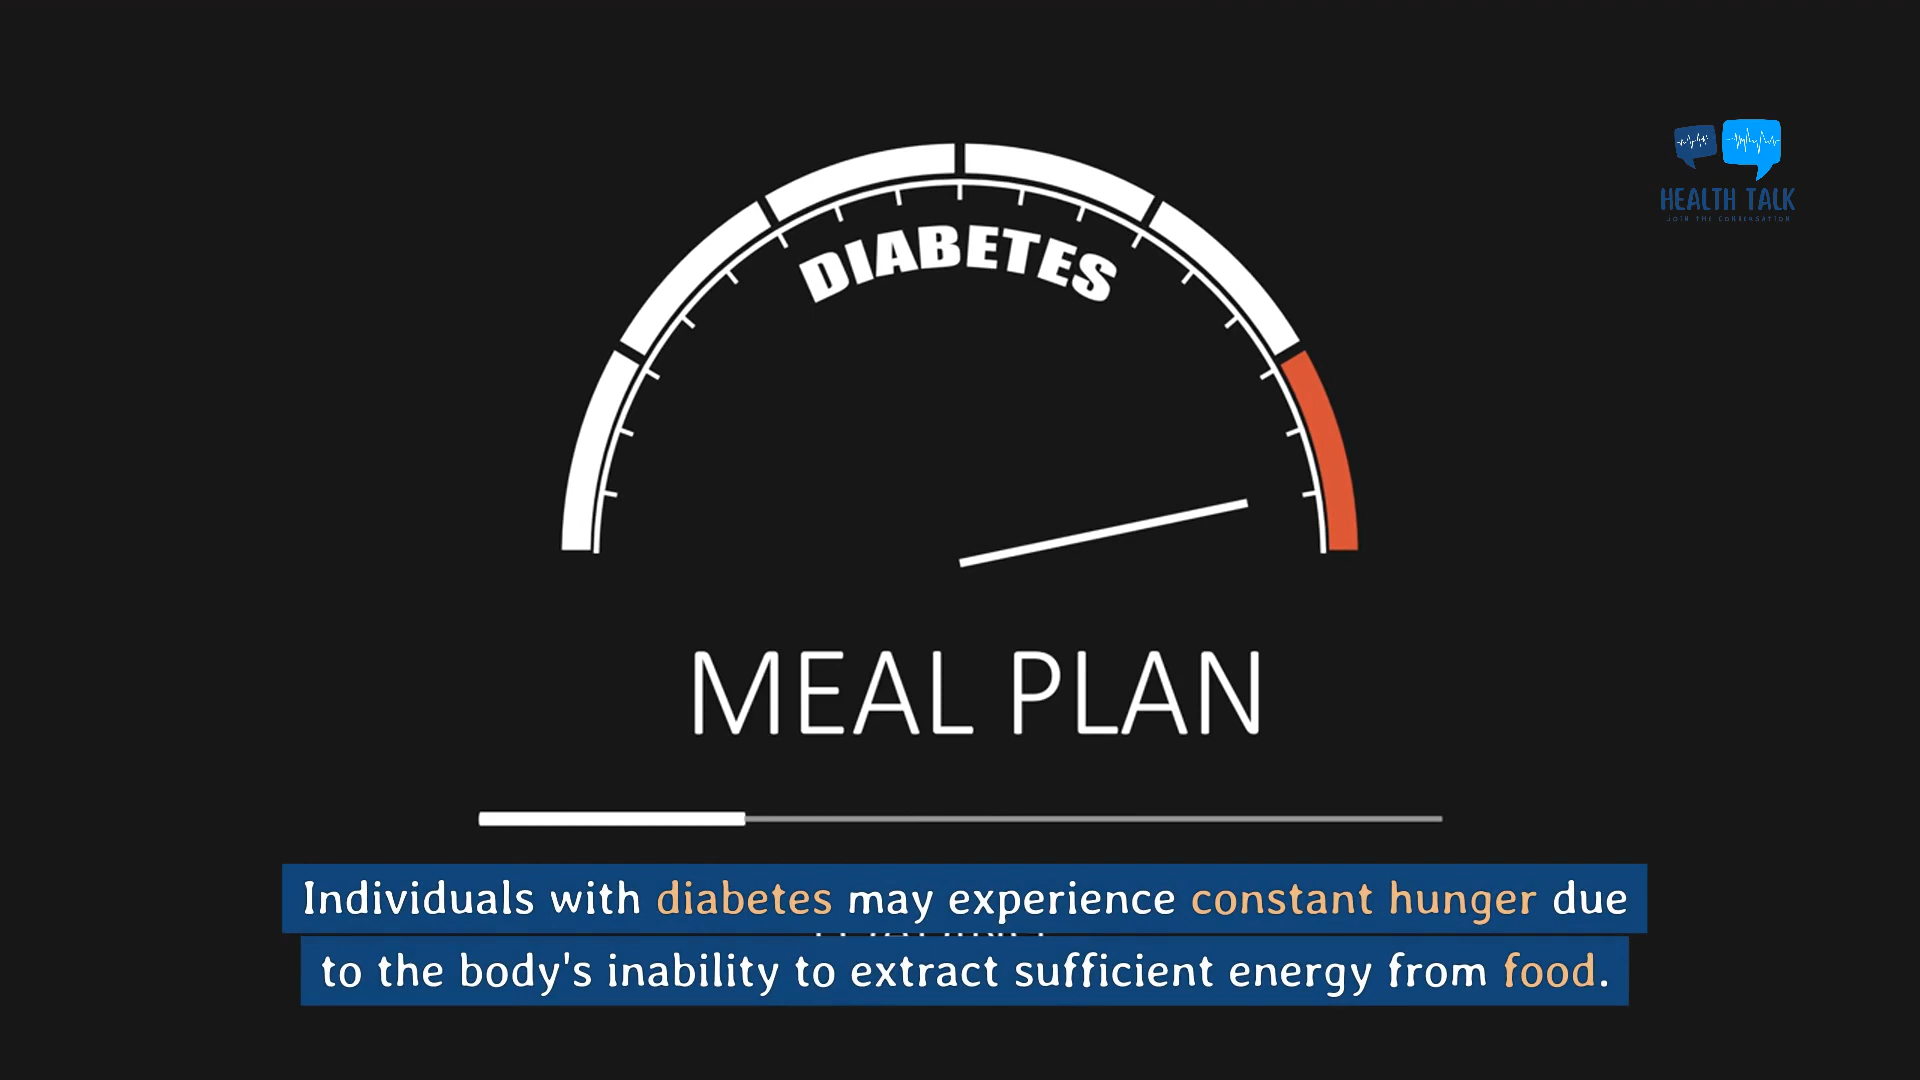 HEALTH TALK
DIABETES
MEAL PLAN
Individuals with diabetes may experience constant hunger due
to the body's inability to extract sufficient energy from food.